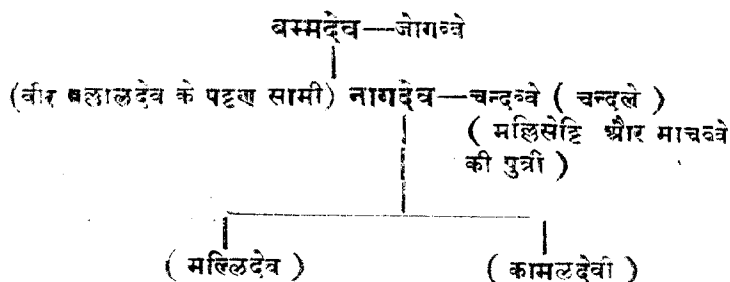 बम्मदेव—जोगव्वे
(वीर बलालदेव के पट्टण सामी) नागदेव—चन्दव्वे (चन्दले)
(मल्लिसेट्टि और माचव्वे
की पुत्री)
(मल्लिदेव) (कामलदेवी)